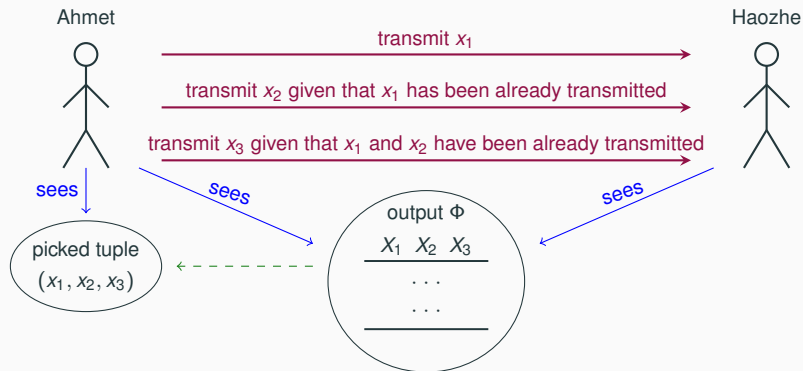 Ahmet
Haozhe
transmit x₁
transmit x₂ given that x₁ has been already transmitted
transmit x₃ given that x₁ and x₂ have been already transmitted
sees
sees
sees
output Φ
X₁ X₂ X₃
. . .
. . .
picked tuple
(x₁, x₂, x₃)